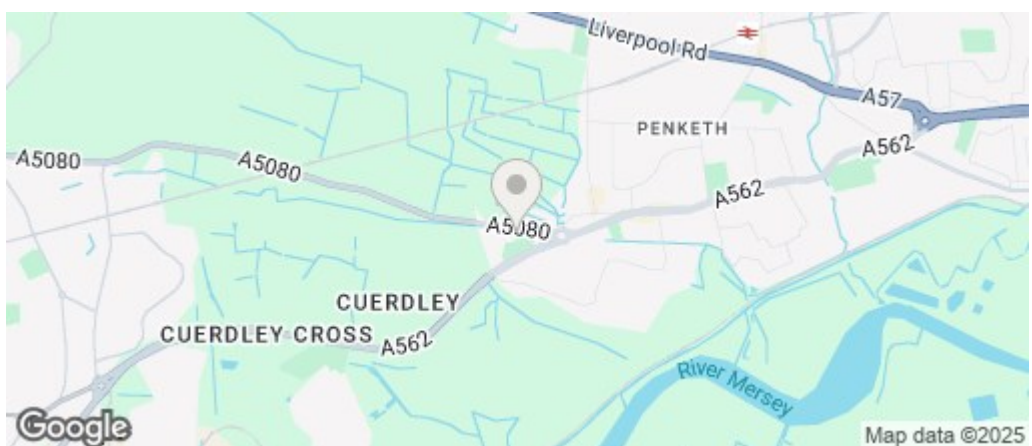 Liverpool Rd
A57
PENKETH
A562
A5080
A5080
A562
A5080
CUERDLEY
CUERDLEY CROSS
A562
River Mersey
Google
Map data ©2025